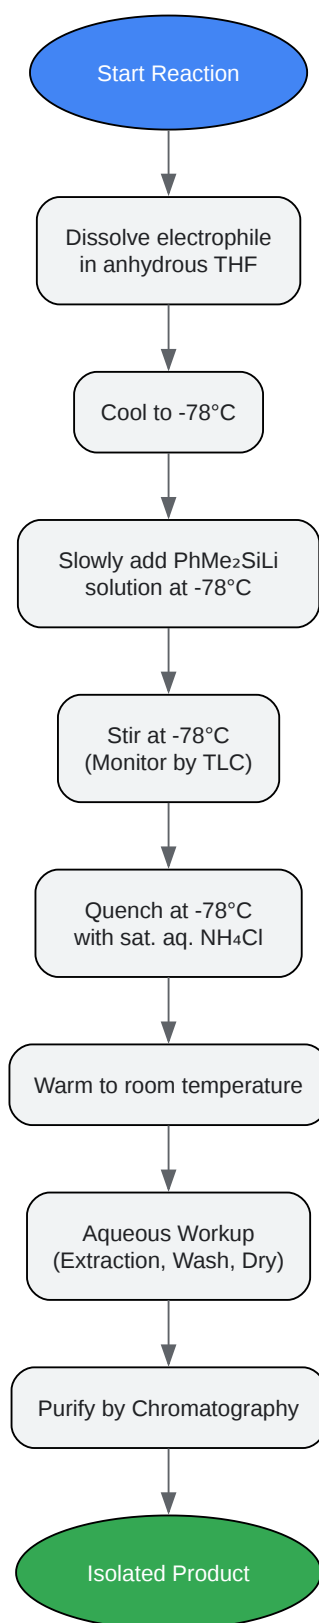 Start Reaction
Dissolve electrophile
in anhydrous THF
Cool to -78°C
Slowly add PhMe₂SiLi
solution at -78°C
Stir at -78°C
(Monitor by TLC)
Quench at -78°C
with sat. aq. NH₄Cl
Warm to room temperature
Aqueous Workup
(Extraction, Wash, Dry)
Purify by Chromatography
Isolated Product